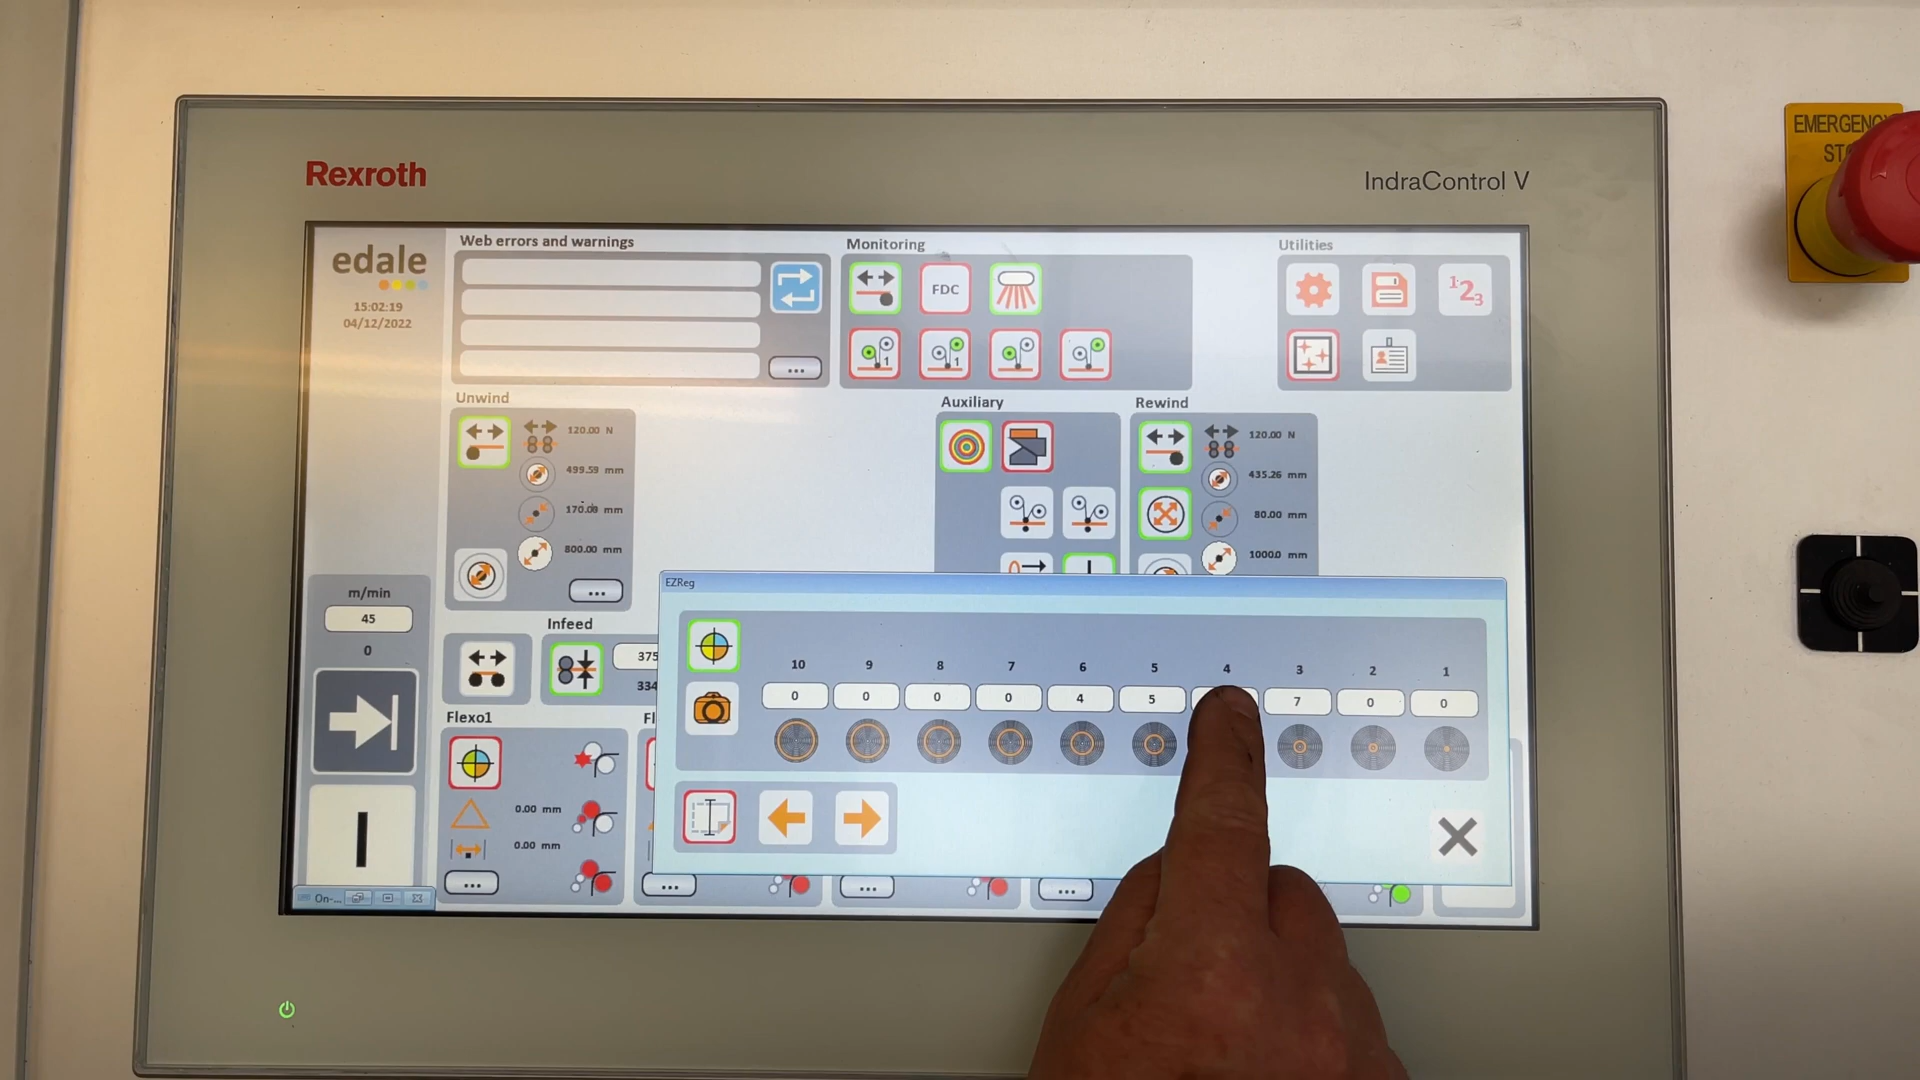 EMERGENCY
Rexroth
IndraControl V
edale
15:02:19
04/12/2022
Web errors and warnings
...
Monitoring
FDC
1
1
Utilities
1 2 3
Unwind
120.00 N
499.59 mm
170.00 mm
800.00 mm
...
Auxiliary
Rewind
120.00 N
435.26 mm
80.00 mm
1000.0 mm
m/min
45
0
Infeed
375
334
Flexo1
0.00 mm
0.00 mm
...
Fl
...
...
...
On-...
EZReg
10 9 8 7 6 5 4 3 2 1
0 0 0 0 4 5 7 0 0